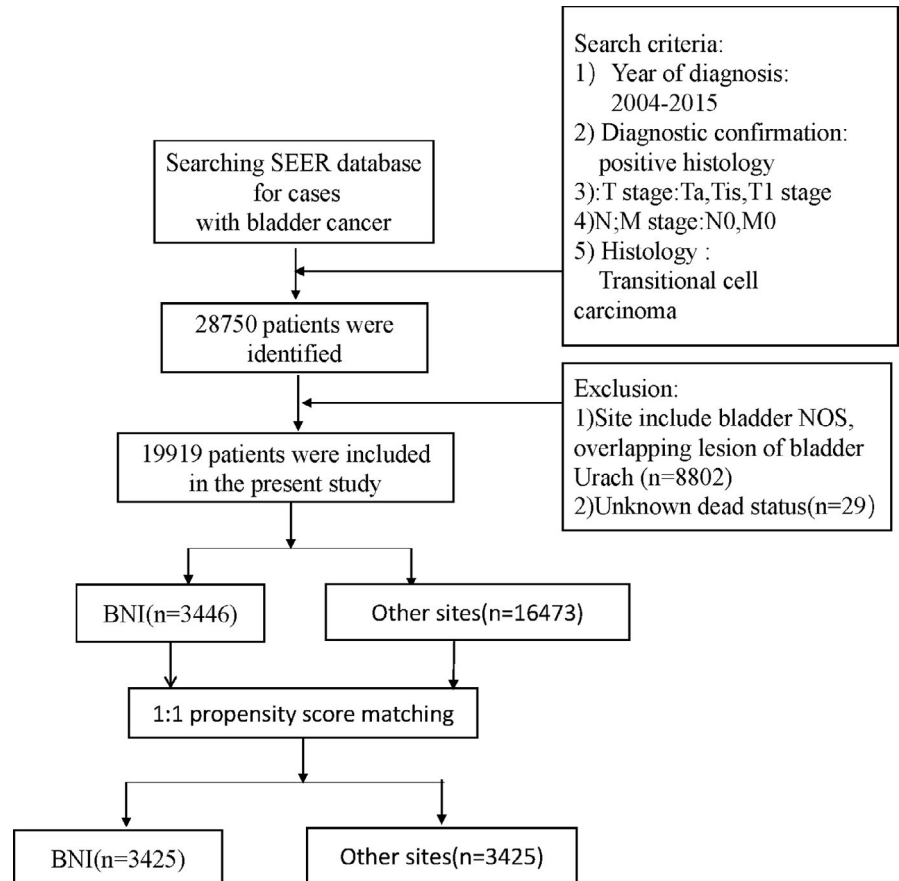 Searching SEER database
for cases
with bladder cancer
Search criteria:
1) Year of diagnosis:
2004-2015
2) Diagnostic confirmation:
positive histology
3):T stage:Ta,Tis,T1 stage
4)N;M stage:N0,M0
5) Histology :
Transitional cell
carcinoma
28750 patients were
identified
Exclusion:
1)Site include bladder NOS,
overlapping lesion of bladder
Urach (n=8802)
2)Unknown dead status(n=29)
19919 patients were included
in the present study
BNI(n=3446)
Other sites(n=16473)
1:1 propensity score matching
BNI(n=3425)
Other sites(n=3425)